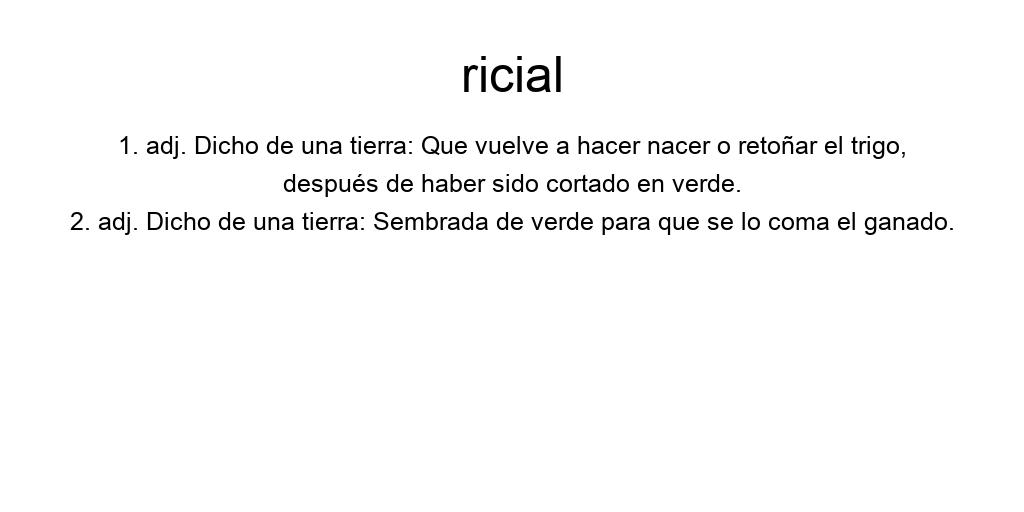 ricial
1. adj. Dicho de una tierra: Que vuelve a hacer nacer o retoñar el trigo,
después de haber sido cortado en verde.
2. adj. Dicho de una tierra: Sembrada de verde para que se lo coma el ganado.